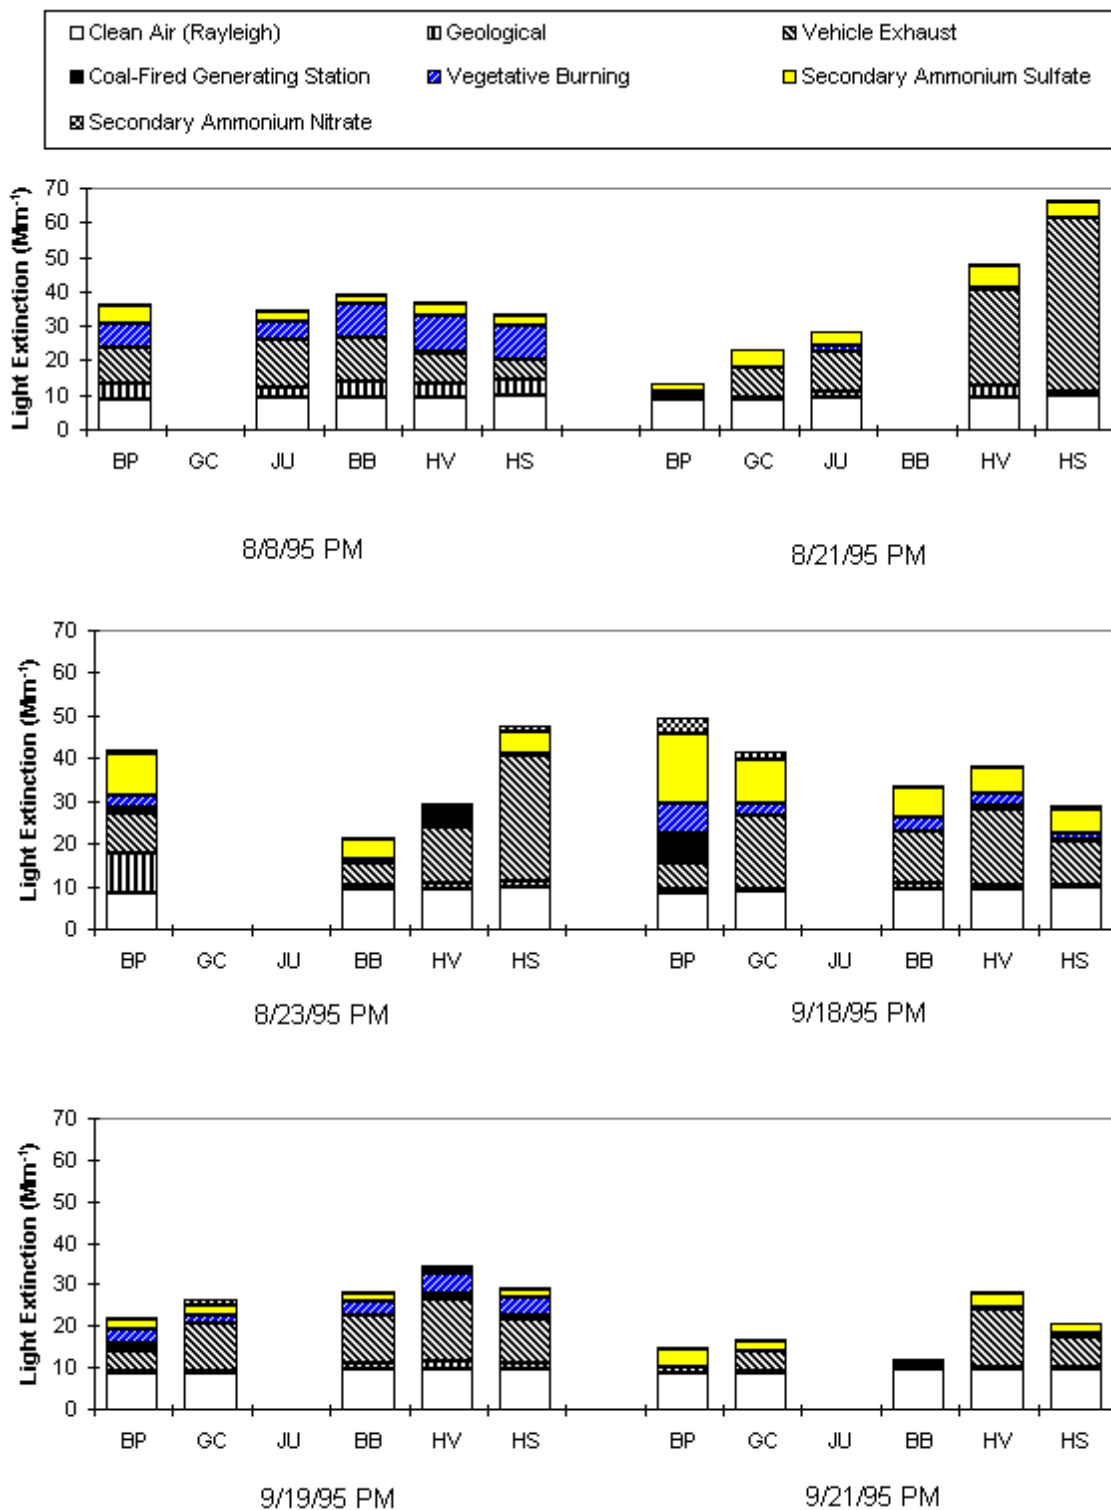 Clean Air (Rayleigh) Geological Vehicle Exhaust
Coal-Fired Generating Station Vegetative Burning Secondary Ammonium Sulfate
Secondary Ammonium Nitrate
Light Extinction (Mm⁻¹)
70
60
50
40
30
20
10
0
BP GC JU BB HV HS BP GC JU BB HV HS
8/8/95 PM 8/21/95 PM
Light Extinction (Mm⁻¹)
70
60
50
40
30
20
10
0
BP GC JU BB HV HS BP GC JU BB HV HS
8/23/95 PM 9/18/95 PM
Light Extinction (Mm⁻¹)
70
60
50
40
30
20
10
0
BP GC JU BB HV HS BP GC JU BB HV HS
9/19/95 PM 9/21/95 PM